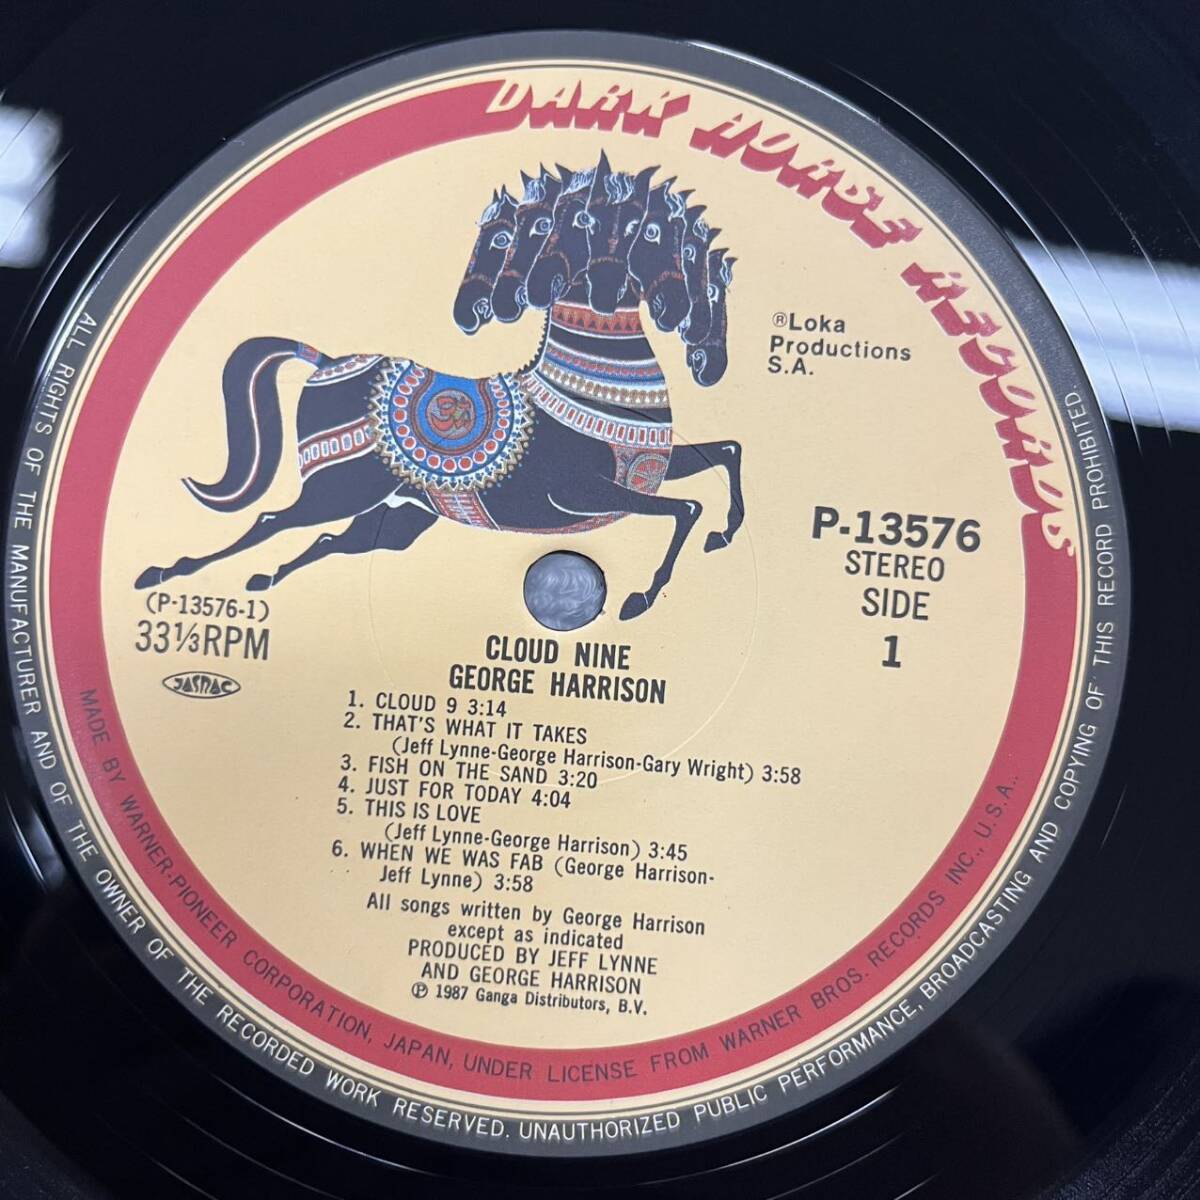 DARK HORSE RECORDS
®Loka
Productions
S.A.
P-13576
STEREO
SIDE
1
(P-13576-1)
33⅓RPM
JASRAC
CLOUD NINE
GEORGE HARRISON
1. CLOUD 9 3:14
2. THAT'S WHAT IT TAKES
(Jeff Lynne-George Harrison-Gary Wright) 3:58
3. FISH ON THE SAND 3:20
4. JUST FOR TODAY 4:04
5. THIS IS LOVE
(Jeff Lynne-George Harrison) 3:45
6. WHEN WE WAS FAB (George Harrison-
Jeff Lynne) 3:58
All songs written by George Harrison
except as indicated
PRODUCED BY JEFF LYNNE
AND GEORGE HARRISON
℗ 1987 Ganga Distributors, B.V.
MADE BY WARNER-PIONEER CORPORATION, JAPAN, UNDER LICENSE FROM WARNER BROS. RECORDS INC., U.S.A..
ALL RIGHTS OF THE MANUFACTURER AND OF THE OWNER OF THE RECORDED WORK RESERVED. UNAUTHORIZED PUBLIC PERFORMANCE, BROADCASTING AND COPYING OF THIS RECORD PROHIBITED.